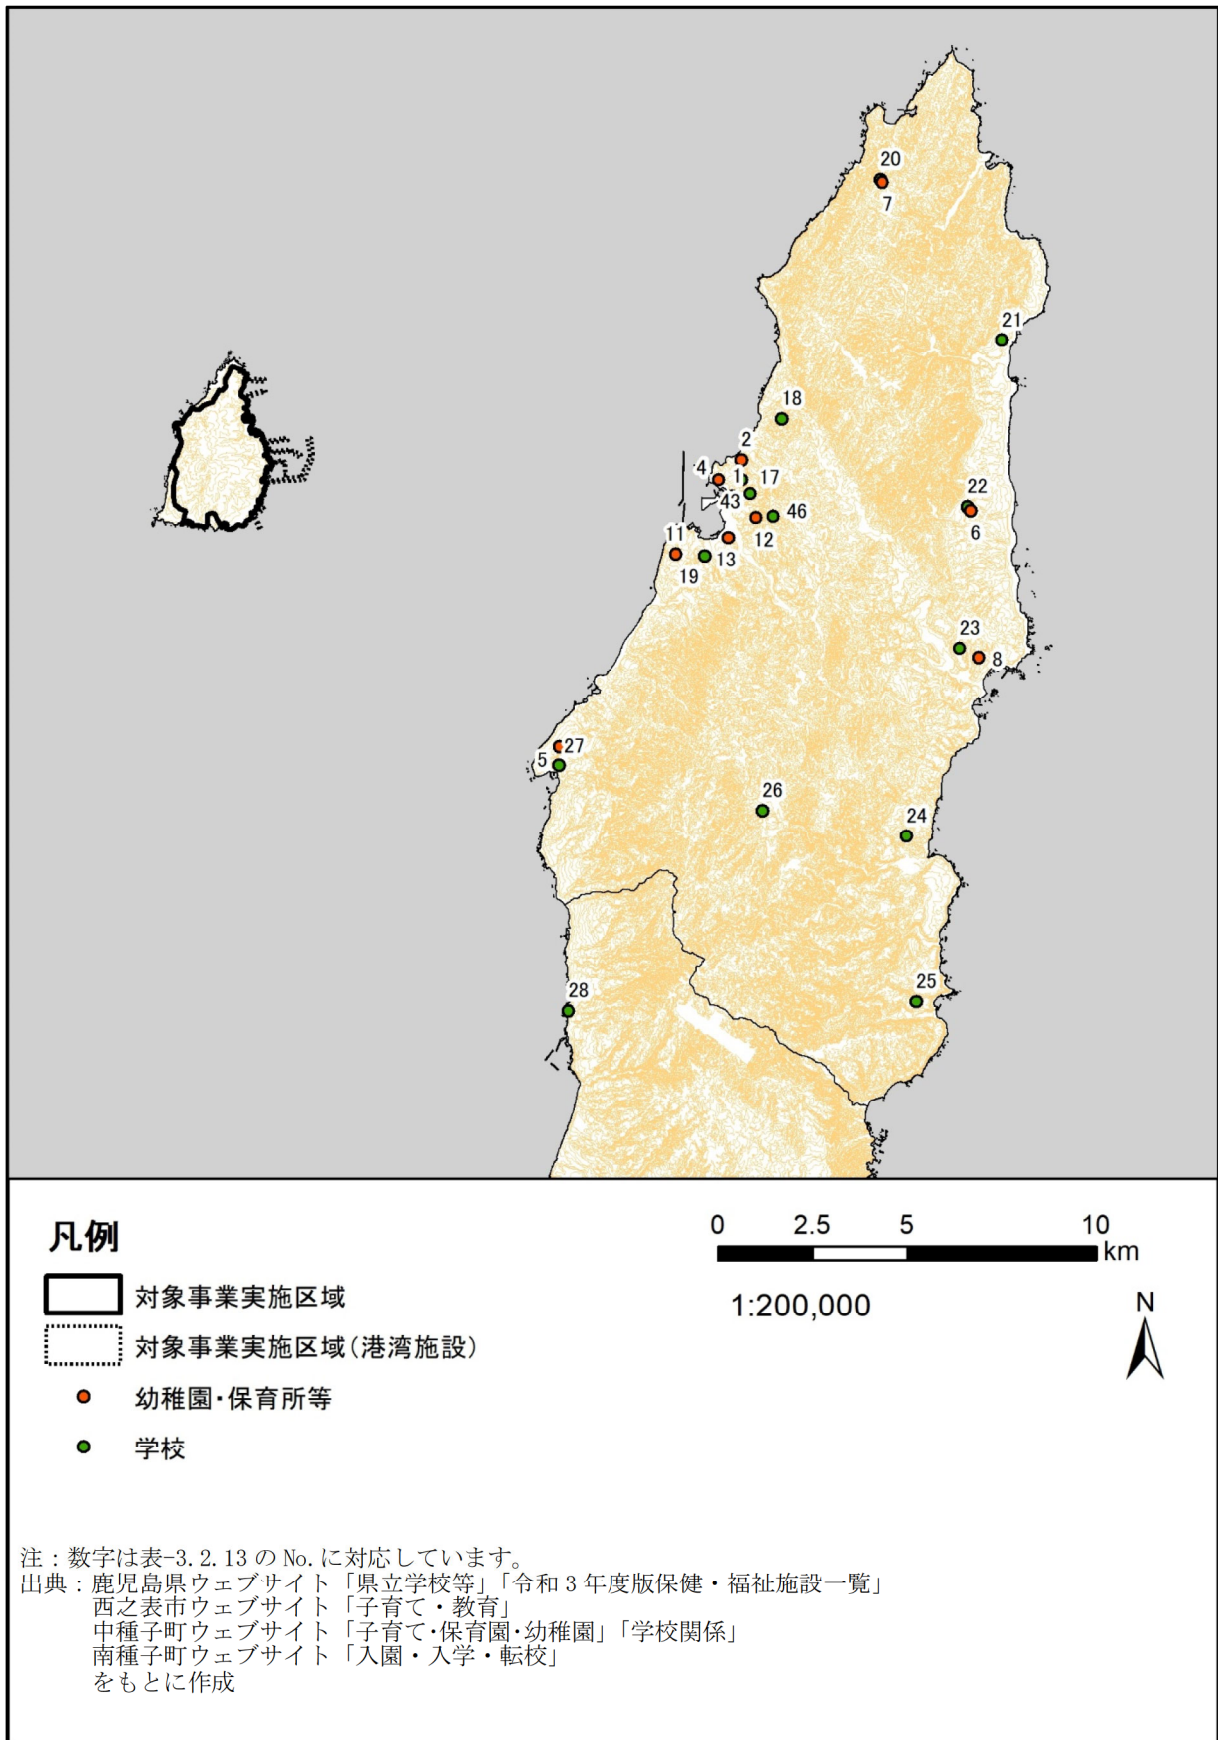 20
7
21
18
2
4
1
17
43
46
12
11
19
13
22
6
23
8
27
5
26
24
25
28
凡例
対象事業実施区域
対象事業実施区域(港湾施設)
幼稚園・保育所等
学校
0 2.5 5 10
km
1:200,000
N
注：数字は表-3.2.13 の No.に対応しています。
出典：鹿児島県ウェブサイト「県立学校等」「令和 3 年度版保健・福祉施設一覧」
西之表市ウェブサイト「子育て・教育」
中種子町ウェブサイト「子育て・保育園・幼稚園」「学校関係」
南種子町ウェブサイト「入園・入学・転校」
をもとに作成